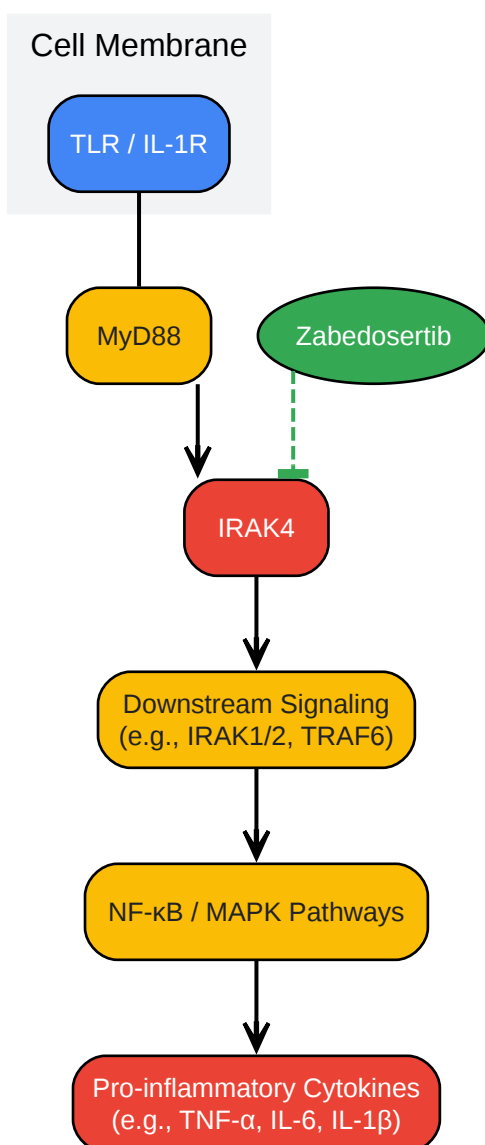 Cell Membrane
TLR / IL-1R
MyD88
Zabedosertib
IRAK4
Downstream Signaling
(e.g., IRAK1/2, TRAF6)
NF-κB / MAPK Pathways
Pro-inflammatory Cytokines
(e.g., TNF-α, IL-6, IL-1β)